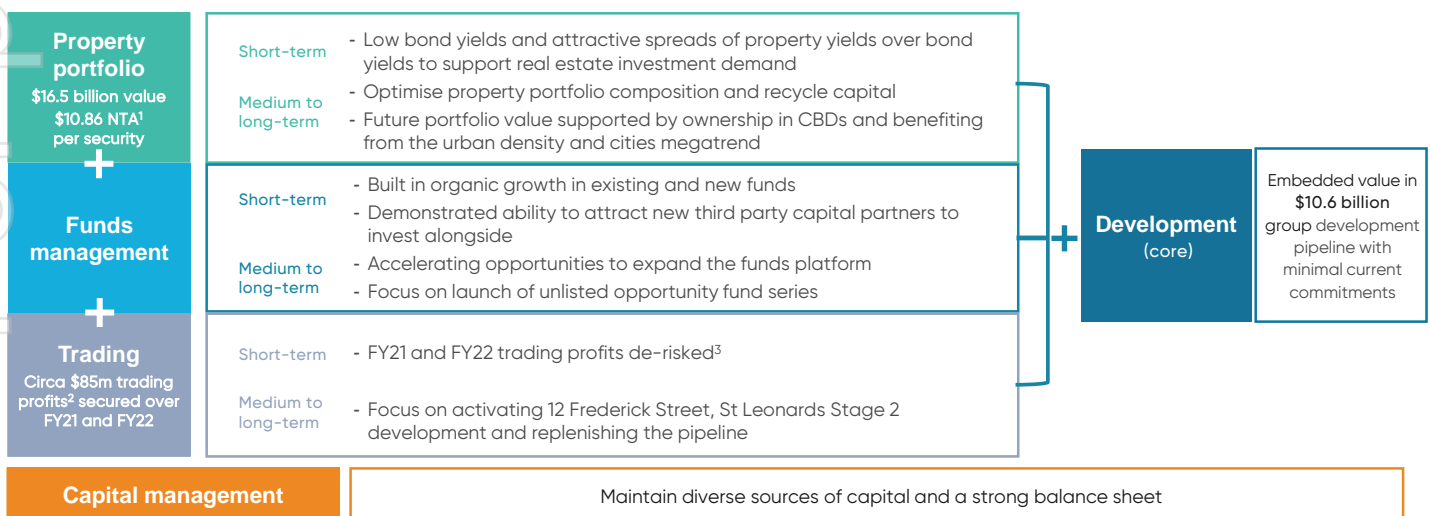 Property
portfolio
$16.5 billion value
$10.86 NTA1
per security
Short-term
- Low bond yields and attractive spreads of property yields over bond
yields to support real estate investment demand
Medium to
long-term
- Optimise property portfolio composition and recycle capital
- Future portfolio value supported by ownership in CBDs and benefiting
from the urban density and cities megatrend
+
Funds
management
Short-term
- Built in organic growth in existing and new funds
- Demonstrated ability to attract new third party capital partners to
invest alongside
Medium to
long-term
- Accelerating opportunities to expand the funds platform
- Focus on launch of unlisted opportunity fund series
+
Trading
Circa $85m trading
profits2 secured over
FY21 and FY22
Short-term
- FY21 and FY22 trading profits de-risked3
Medium to
long-term
- Focus on activating 12 Frederick Street, St Leonards Stage 2
development and replenishing the pipeline
+
Development
(core)
Embedded value in
$10.6 billion
group development
pipeline with
minimal current
commitments
Capital management
Maintain diverse sources of capital and a strong balance sheet